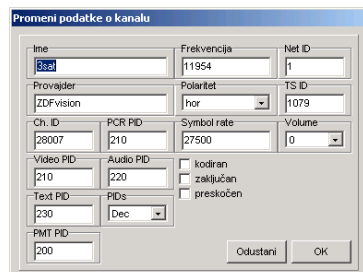 Promeni podatke o kanalu
Ime Frekvencija Net ID
3sat 11954 1
Provajder Polaritet TS ID
ZDFvision hor 1079
Ch. ID PCR PID Symbol rate Volume
28007 210 27500 0
Video PID Audio PID kodiran
210 220 zaključan
Text PID PIDs preskočen
230 Dec
PMT PID
200 Odustani OK